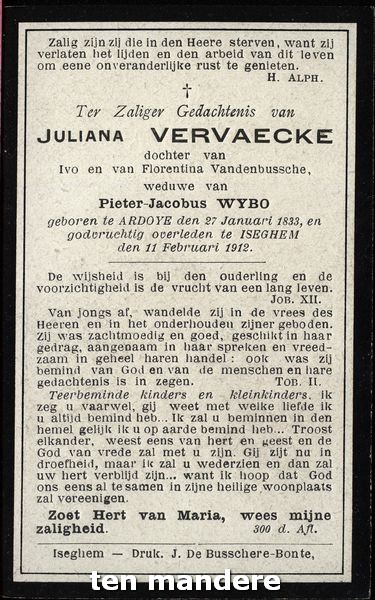 Zalig zijn zij die in den Heere sterven, want zij
verlaten het lijden en den arbeid van dit leven
om eene onveranderlijke rust te genieten.
H. ALPH.
†
Ter Zaliger Gedachtenis van
JULIANA VERVAECKE
dochter van
Ivo en van Florentina Vandenbussche,
weduwe van
Pieter-Jacobus WYBO
geboren te ARDOYE den 27 Januari 1833, en
godvruchtig overleden te ISEGHEM
den 11 Februari 1912.
De wijsheid is bij den ouderling en de
voorzichtigheid is de vrucht van een lang leven.
JOB. XII.
Van jongs af, wandelde zij in de vrees des
Heeren en in het onderhouden zijner geboden.
Zij was zachtmoedig en goed, geschikt in haar
gedrag, aangenaam in haar spreken en vreed-
zaam in geheel haren handel : ook was zij
bemind van God en van de menschen en hare
gedachtenis is in zegen. TOB. II.
Teerbeminde kinders en kleinkinders. ik
zeg u vaarwel, gij weet met welke liefde ik
u altijd bemind heb... Ik zal u beminnen in den
hemel gelijk ik u op aarde bemind heb... Troost
elkander, weest eens van hert en geest en de
God van vrede zal met u zijn. Gij zijt nu in
droefheid, maar ik zal u wederzien en dan zal
uw hert verblijd zijn... want ik hoop dat God
ons eens al te samen in zijne heilige woonplaats
zal vereenigen.
Zoet Hert van Maria, wees mijne
zaligheid. 300 d. Afl.
Iseghem — Druk. J. De Busschere-Bonte,
ten mandere